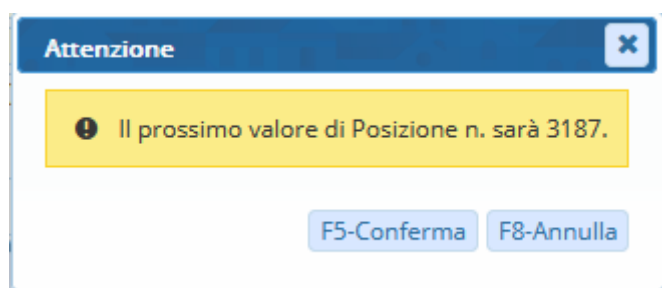 Attenzione
Il prossimo valore di Posizione n. sarà 3187.
F5-Conferma F8-Annulla